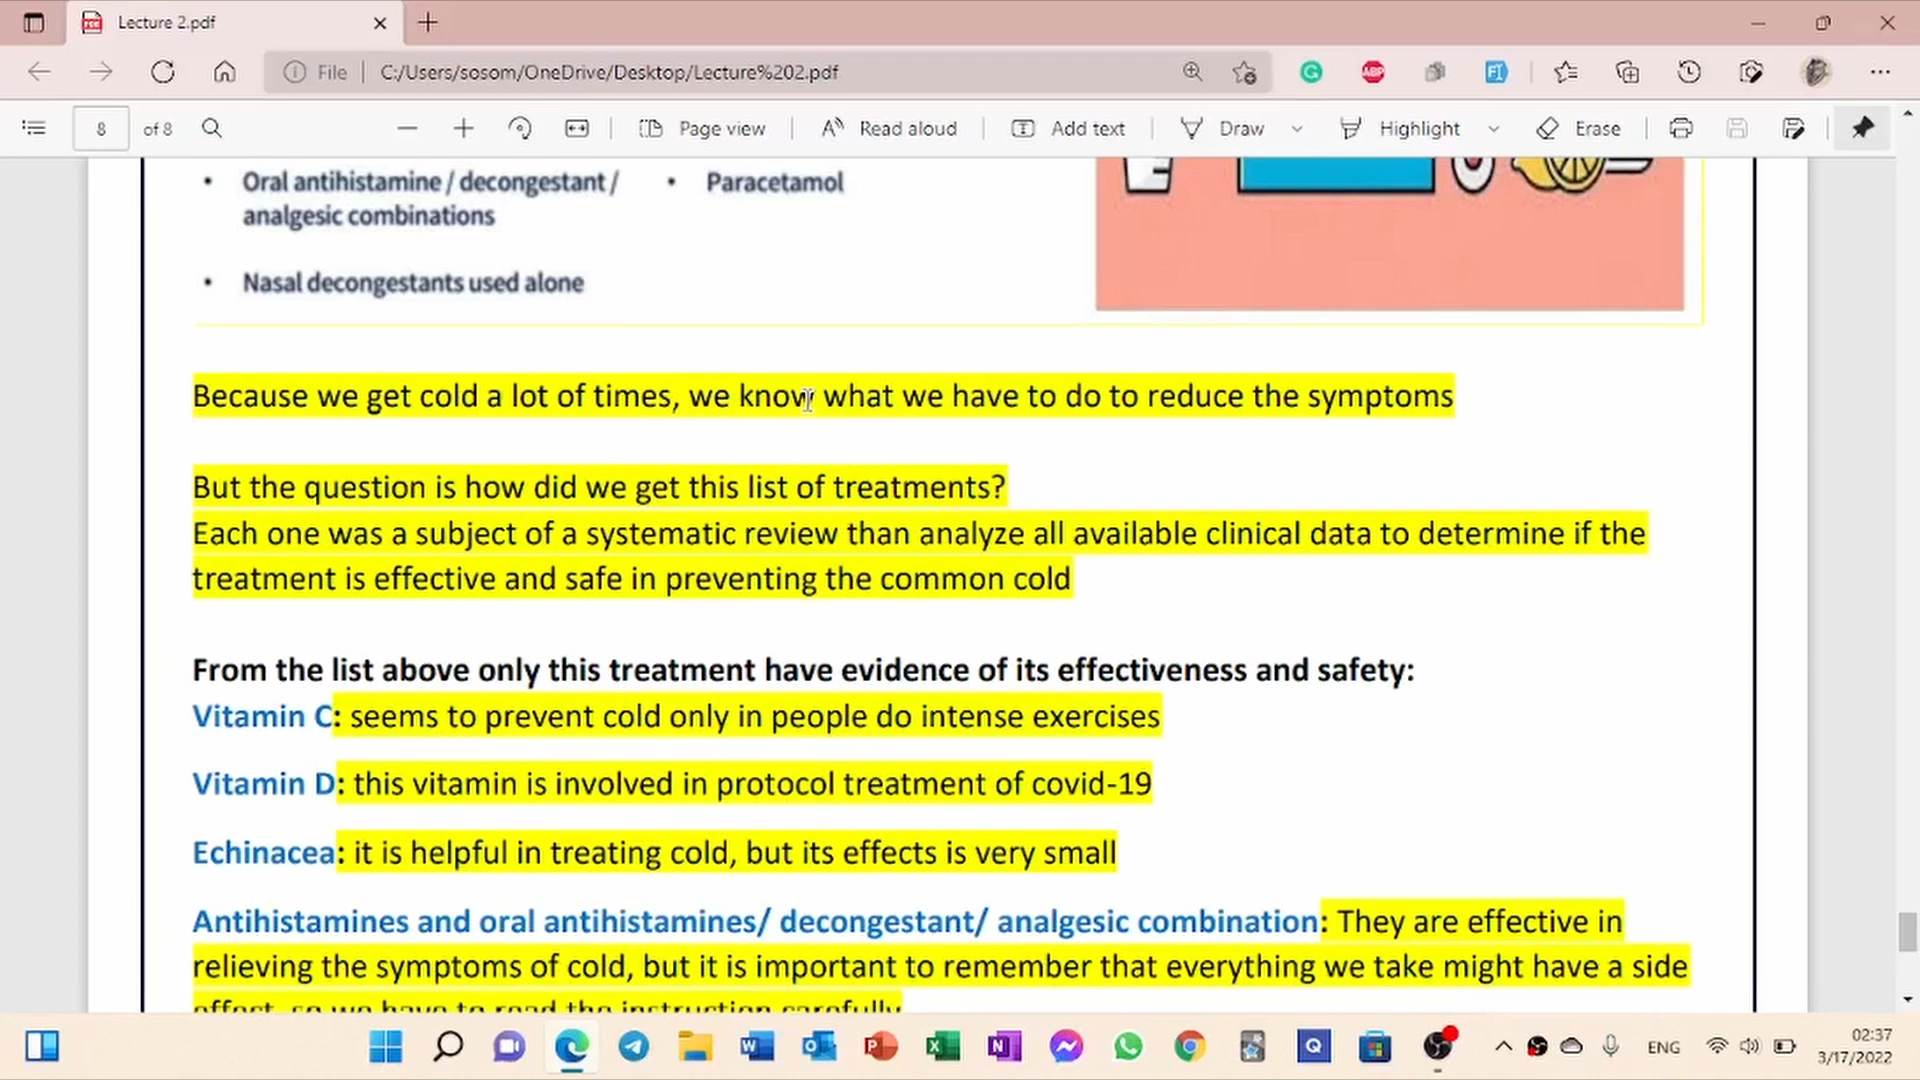 Lecture 2.pdf
File
C:/Users/sosom/OneDrive/Desktop/Lecture%202.pdf
8 of 8
Page view
Read aloud
Add text
Draw
Highlight
Erase
• Oral antihistamine / decongestant /
analgesic combinations
• Paracetamol
• Nasal decongestants used alone
Because we get cold a lot of times, we know what we have to do to reduce the symptoms
But the question is how did we get this list of treatments?
Each one was a subject of a systematic review than analyze all available clinical data to determine if the
treatment is effective and safe in preventing the common cold
From the list above only this treatment have evidence of its effectiveness and safety:
Vitamin C: seems to prevent cold only in people do intense exercises
Vitamin D: this vitamin is involved in protocol treatment of covid-19
Echinacea: it is helpful in treating cold, but its effects is very small
Antihistamines and oral antihistamines/ decongestant/ analgesic combination: They are effective in
relieving the symptoms of cold, but it is important to remember that everything we take might have a side
effect, so we have to read the instruction carefully
ENG
02:37
3/17/2022